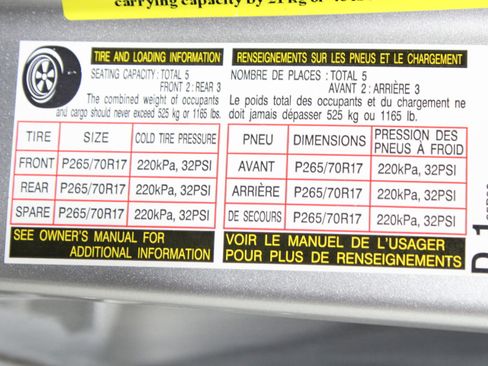 carrying capacity by
TIRE AND LOADING INFORMATION
SEATING CAPACITY: TOTAL 5
FRONT 2: REAR 3
The combined weight of occupants
and cargo should never exceed 525 kg or 1165 lbs.
TIRE SIZE COLD TIRE PRESSURE
FRONT P265/70R17 220kPa, 32PSI
REAR P265/70R17 220kPa, 32PSI
SPARE P265/70R17 220kPa, 32PSI
SEE OWNER'S MANUAL FOR
ADDITIONAL INFORMATION
RENSEIGNEMENTS SUR LES PNEUS ET LE CHARGEMENT
NOMBRE DE PLACES : TOTAL 5
AVANT 2: ARRIÈRE 3
Le poids total des occupants et du chargement ne
doit jamais dépasser 525 kg ou 1165 lb.
PNEU DIMENSIONS PRESSION DES
PNEUS À FROID
AVANT P265/70R17 220kPa, 32PSI
ARRIÈRE P265/70R17 220kPa, 32PSI
DE SECOURS P265/70R17 220kPa, 32PSI
VOIR LE MANUEL DE L'USAGER
POUR PLUS DE RENSEIGNEMENTS